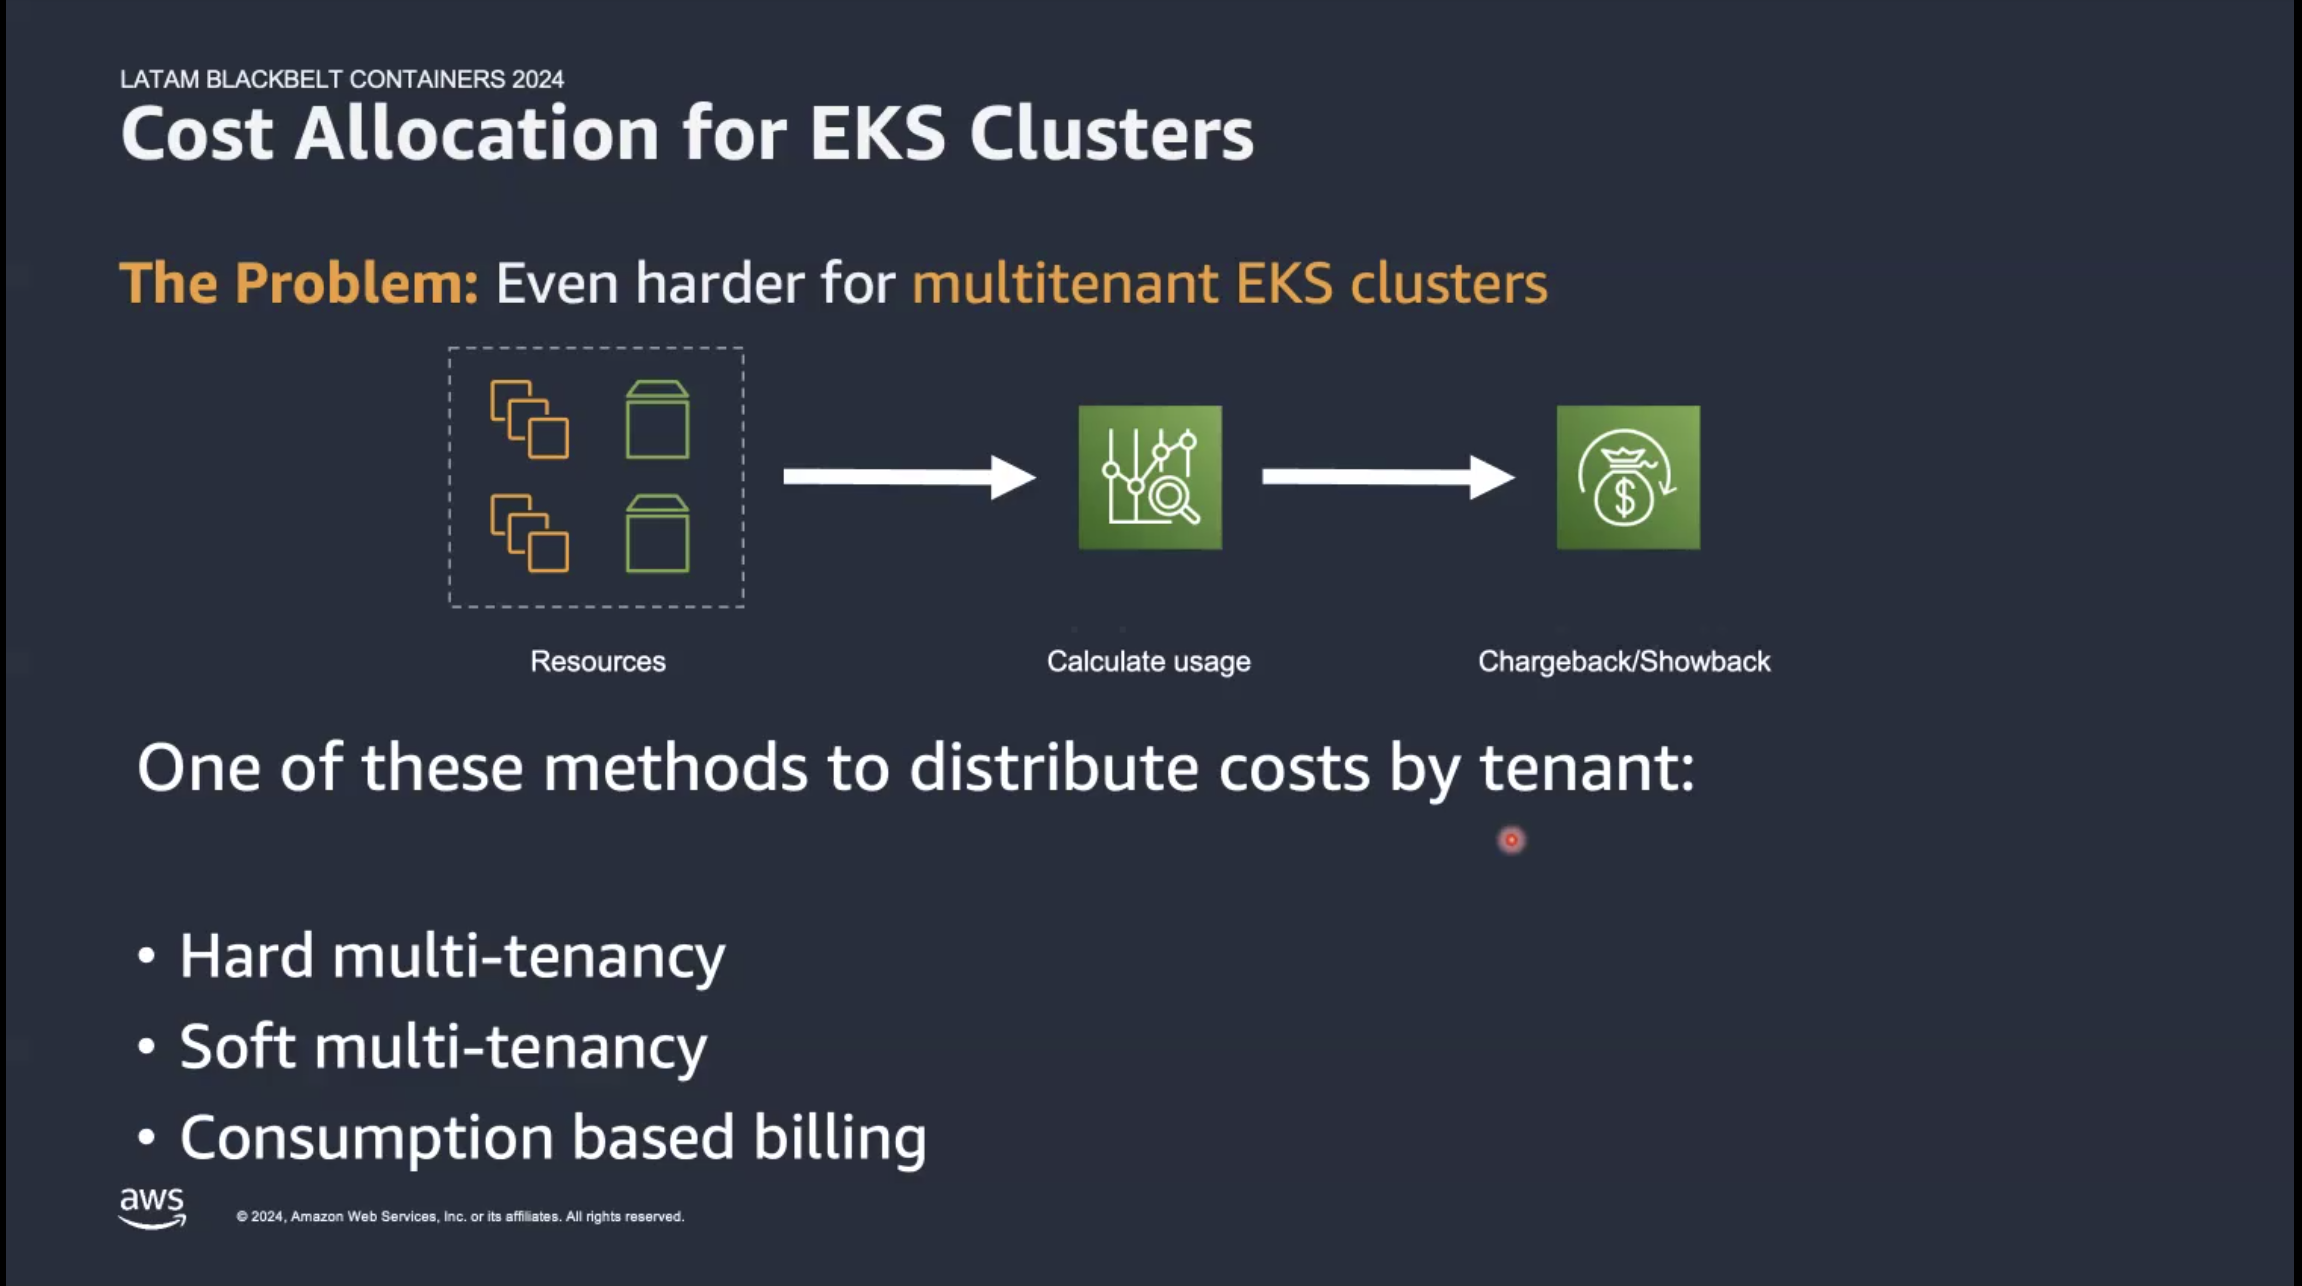 LATAM BLACKBELT CONTAINERS 2024
Cost Allocation for EKS Clusters
The Problem: Even harder for multitenant EKS clusters
Resources
Calculate usage
Chargeback/Showback
One of these methods to distribute costs by tenant:
• Hard multi-tenancy
• Soft multi-tenancy
• Consumption based billing
aws
© 2024, Amazon Web Services, Inc. or its affiliates. All rights reserved.